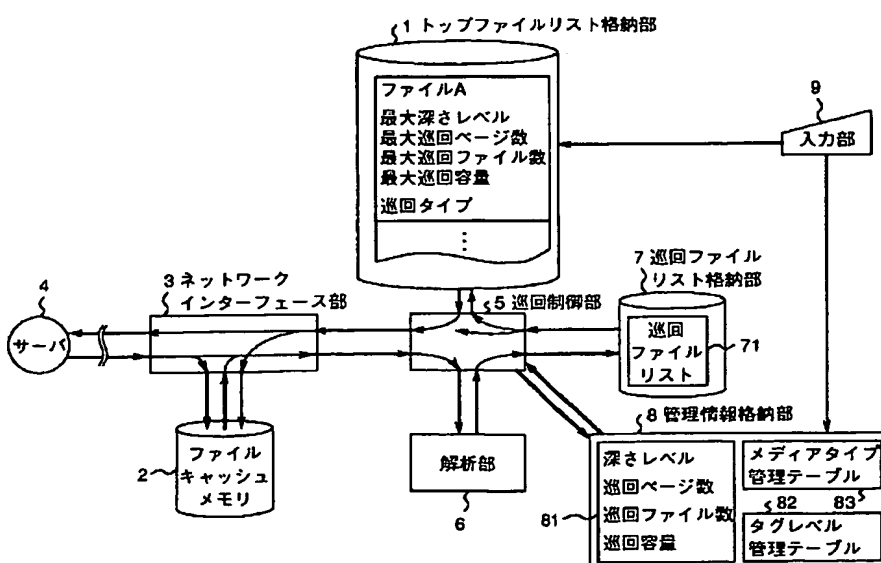 1 トップファイルリスト格納部
ファイルA
最大深さレベル
最大巡回ページ数
最大巡回ファイル数
最大巡回容量
巡回タイプ
⋮
9
入力部
7 巡回ファイル
リスト格納部
巡回
ファイル
リスト
71
3 ネットワーク
インターフェース部
5 巡回制御部
4
サーバ
ファイル
キャッシュ
メモリ
2
解析部
6
8 管理情報格納部
深さレベル
巡回ページ数
巡回ファイル数
巡回容量
81
メディアタイプ
管理テーブル
82
83
タグレベル
管理テーブル